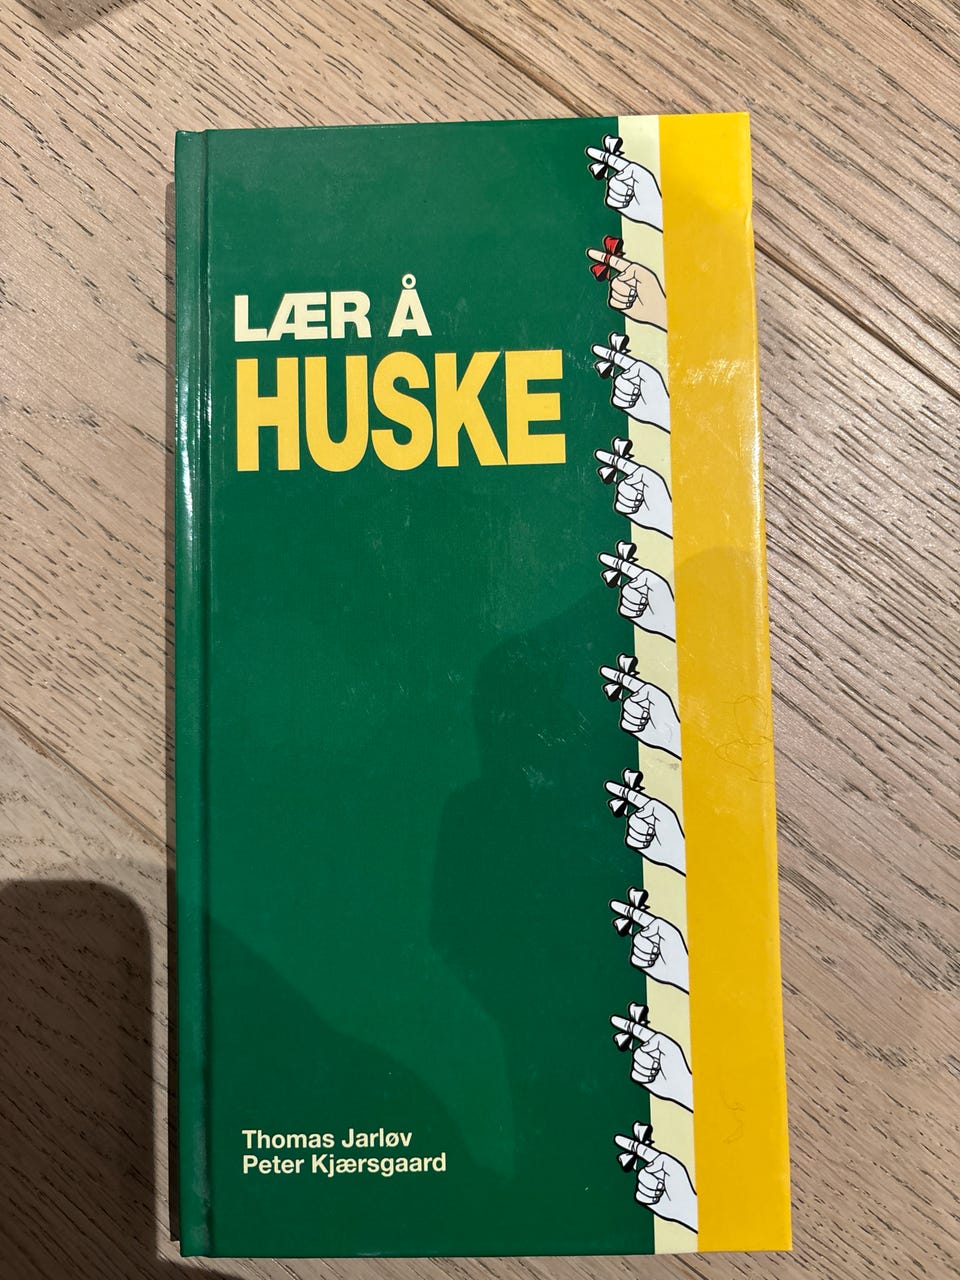 LÆR Å
HUSKE
Thomas Jarløv
Peter Kjærsgaard